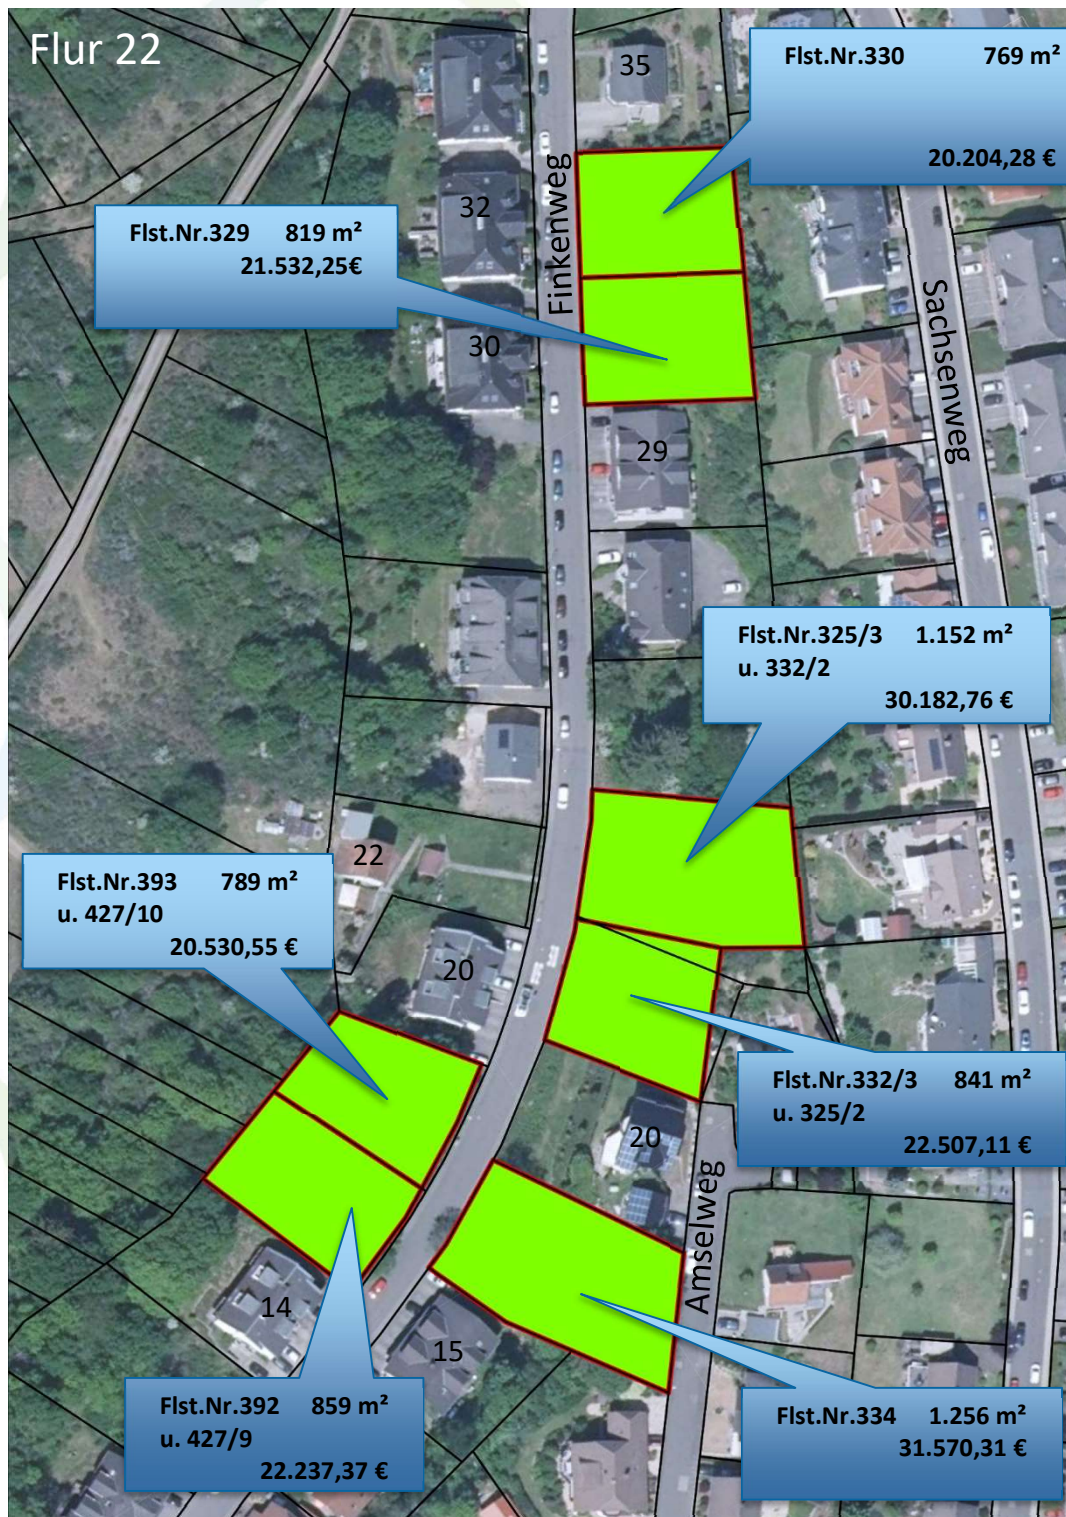 Flur 22
35
Flst.Nr.330 769 m²
20.204,28 €
Finkenweg
32
Flst.Nr.329 819 m²
21.532,25€
30
Sachsenweg
29
Flst.Nr.325/3 1.152 m²
u. 332/2
30.182,76 €
22
Flst.Nr.393 789 m²
u. 427/10
20.530,55 €
20
Flst.Nr.332/3 841 m²
u. 325/2
22.507,11 €
20
Amselweg
14
15
Flst.Nr.392 859 m²
u. 427/9
22.237,37 €
Flst.Nr.334 1.256 m²
31.570,31 €